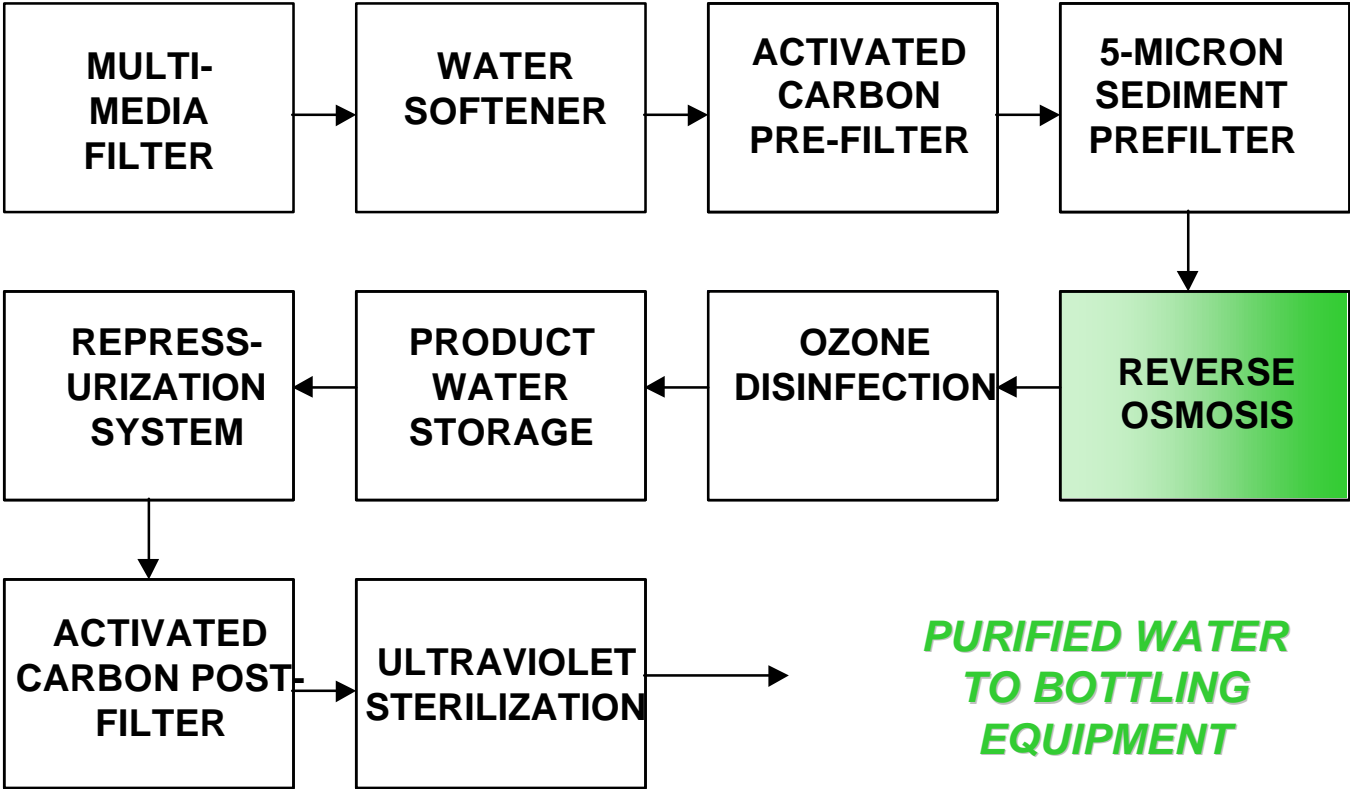 MULTI-
MEDIA
FILTER
WATER
SOFTENER
ACTIVATED
CARBON
PRE-FILTER
5-MICRON
SEDIMENT
PREFILTER
REPRESS-
URIZATION
SYSTEM
PRODUCT
WATER
STORAGE
OZONE
DISINFECTION
REVERSE
OSMOSIS
ACTIVATED
CARBON POST-
FILTER
ULTRAVIOLET
STERILIZATION
PURIFIED WATER
TO BOTTLING
EQUIPMENT